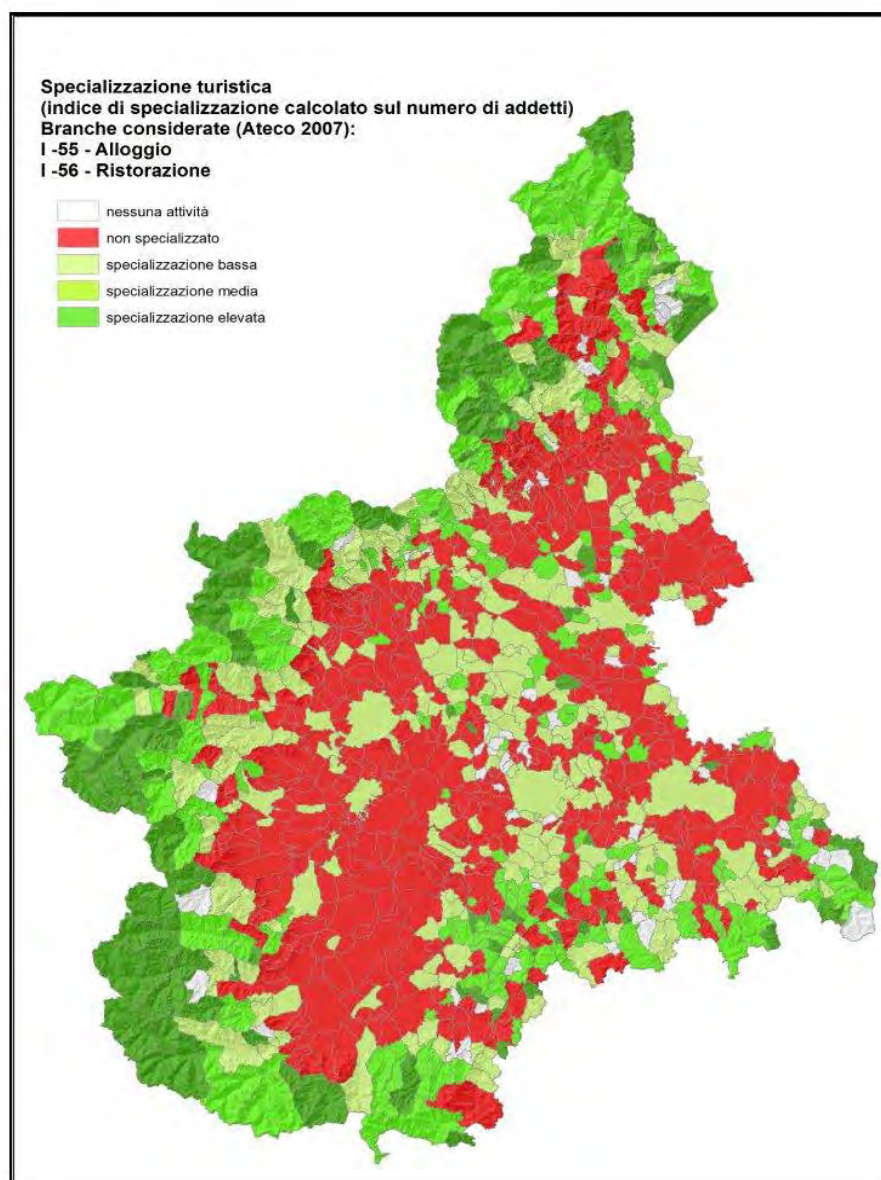 Specializzazione turistica
(indice di specializzazione calcolato sul numero di addetti)
Branche considerate (Ateco 2007):
I -55 - Alloggio
I -56 - Ristorazione
nessuna attività
non specializzato
specializzazione bassa
specializzazione media
specializzazione elevata